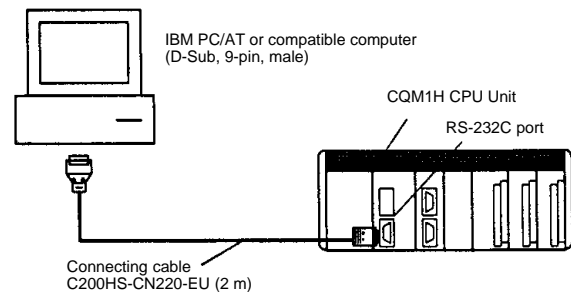 IBM PC/AT or compatible computer
(D-Sub, 9-pin, male)
CQM1H CPU Unit
RS-232C port
Connecting cable
C200HS-CN220-EU (2 m)